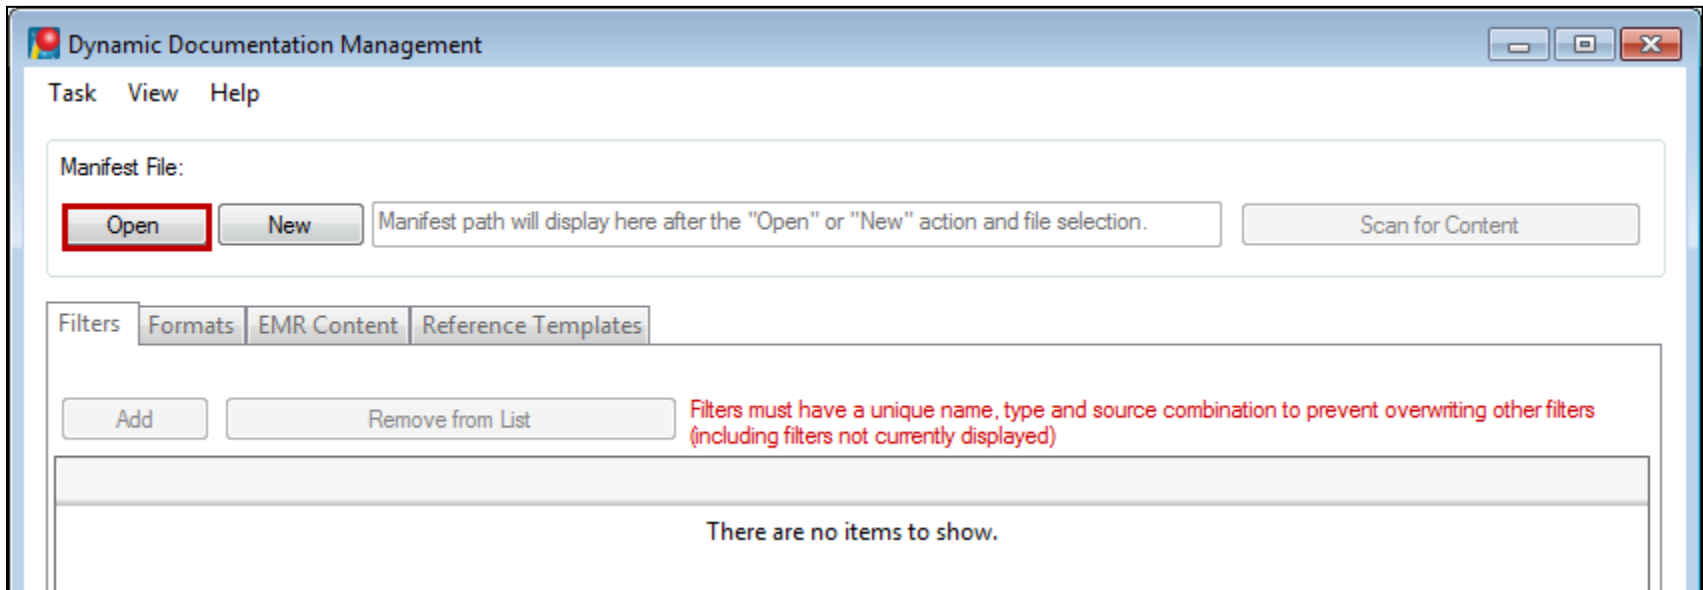 Dynamic Documentation Management
Task View Help
Manifest File:
Open New Manifest path will display here after the "Open" or "New" action and file selection. Scan for Content
Filters Formats EMR Content Reference Templates
Add Remove from List Filters must have a unique name, type and source combination to prevent overwriting other filters
(including filters not currently displayed)
There are no items to show.